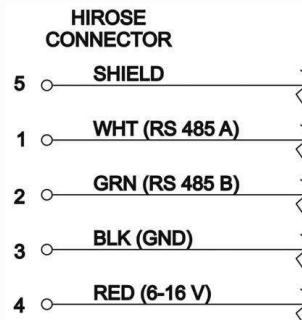 HIROSE
CONNECTOR
5 SHIELD
1 WHT (RS 485 A)
2 GRN (RS 485 B)
3 BLK (GND)
4 RED (6-16 V)